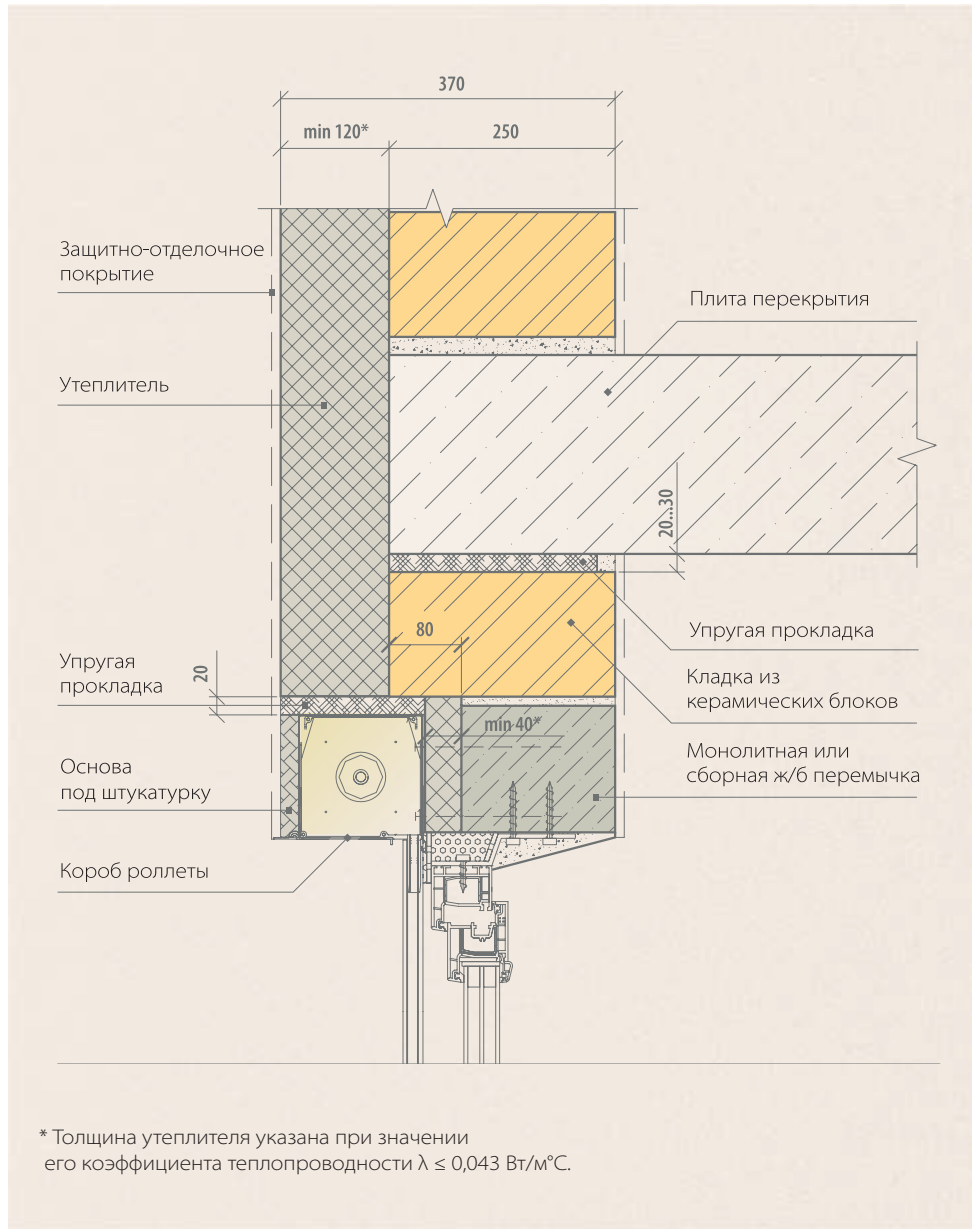 370
min 120*
250
Защитно-отделочное
покрытие
Плита перекрытия
Утеплитель
20...30
80
Упругая прокладка
Упругая
прокладка
20
Кладка из
керамических блоков
min 40*
Монолитная или
сборная ж/б перемычка
Основа
под штукатурку
Короб роллеты
* Толщина утеплителя указана при значении
его коэффициента теплопроводности λ ≤ 0,043 Вт/м°С.